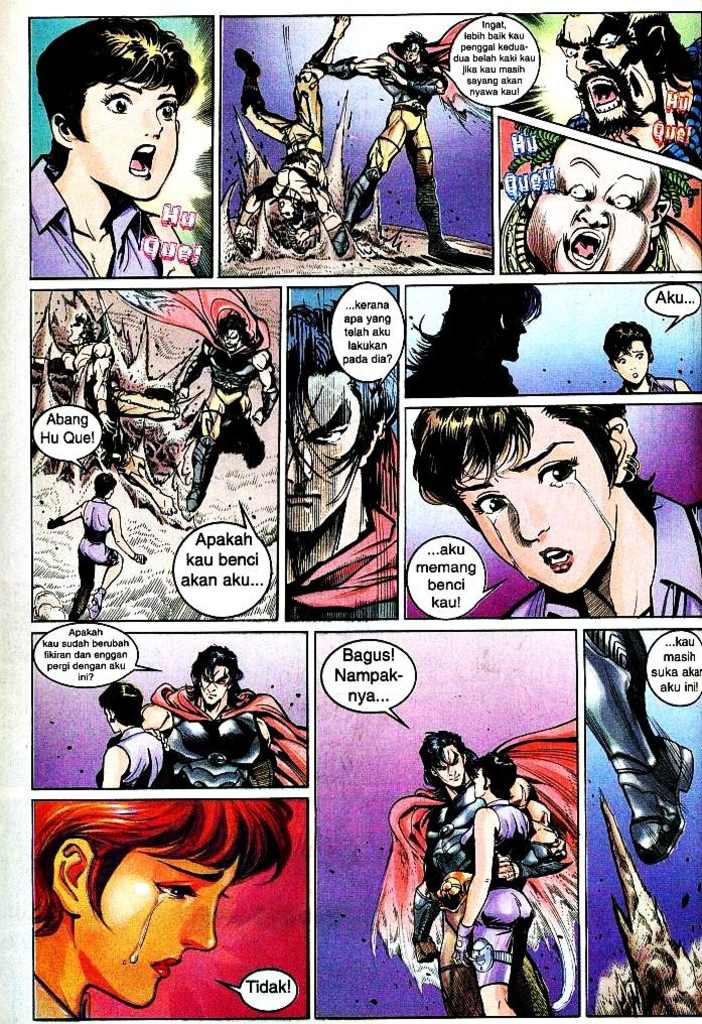 Hu
Que!
Ingat,
lebih baik kau
penggal kedua-
dua belah kaki kau
jika kau masih
sayang akan
nyawa kau!
Hu
Que!
Hu
Que!!
Abang
Hu Que!
Apakah
kau benci
akan aku...
...kerana
apa yang
telah aku
lakukan
pada dia?
Aku...
...aku
memang
benci
kau!
Apakah
kau sudah berubah
fikiran dan enggan
pergi dengan aku
ini?
Tidak!
Bagus!
Nampak-
nya...
...kau
masih
suka akan
aku ini!